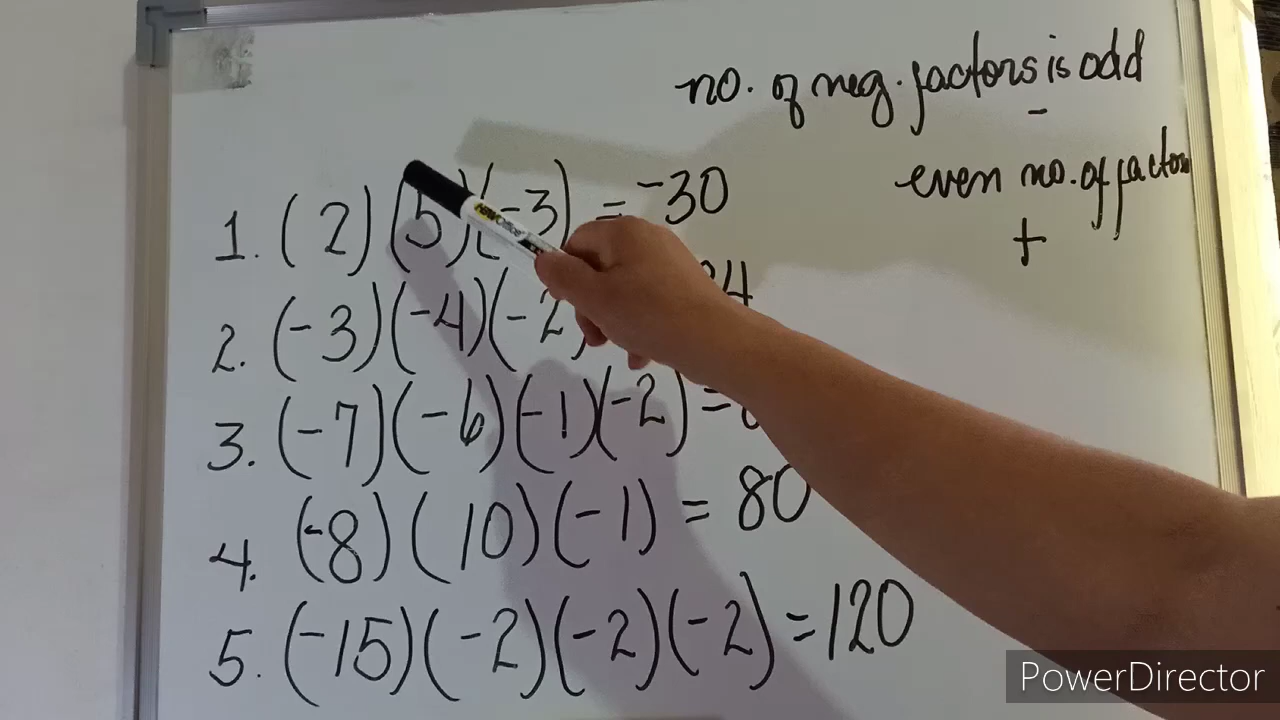 no. of neg. factors is odd
-
even no. of factors
+
1. (2)(5)(-3) = -30
2. (-3)(-4)(-2 24
3. (-7)(-6)(-1)(-2) =
4. (-8)(10)(-1) = 80
5. (-15)(-2)(-2)(-2) = 120
PowerDirector